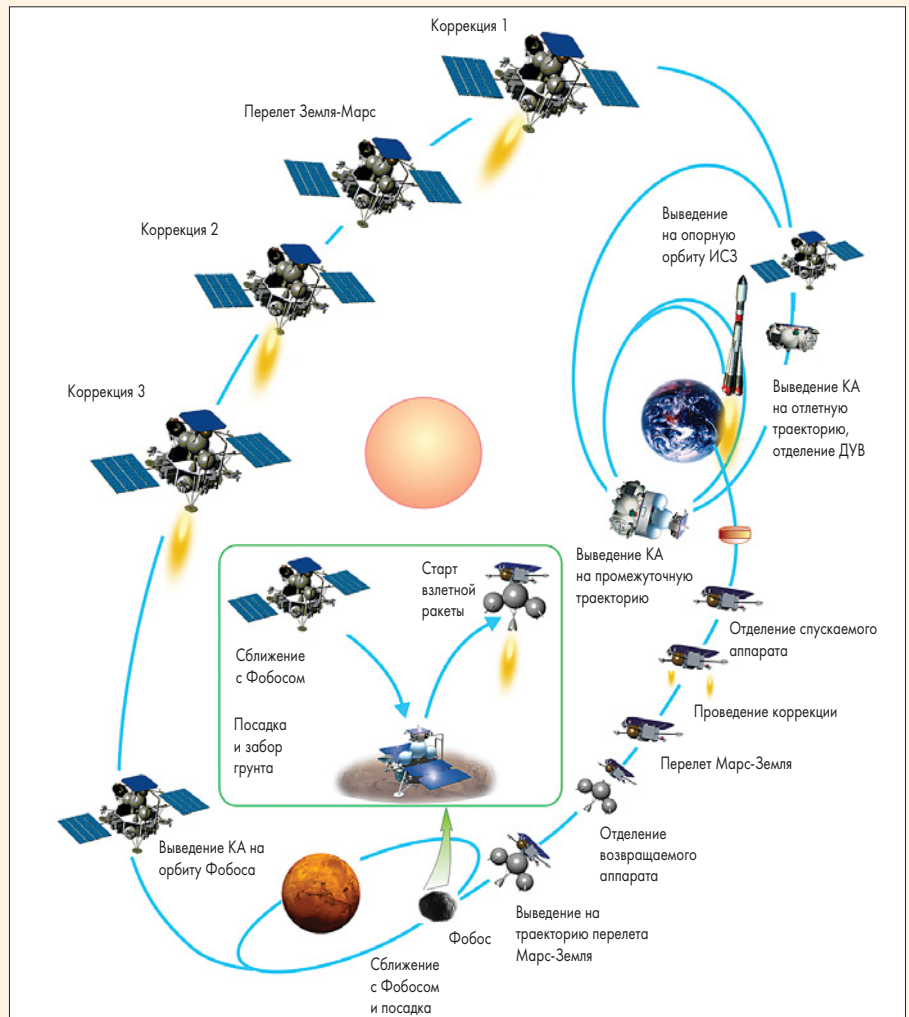 Коррекция 1
Перелет Земля-Марс
Коррекция 2
Коррекция 3
Выведение
на опорную
орбиту ИСЗ
Выведение КА
на отлетную
траекторию,
отделение ДУВ
Выведение КА
на промежуточную
траекторию
Отделение спускаемого
аппарата
Проведение коррекции
Перелет Марс-Земля
Отделение
возвращаемого
аппарата
Выведение на
траекторию перелета
Марс-Земля
Старт
взлетной
ракеты
Сближение
с Фобосом
Посадка
и забор
грунта
Выведение КА на
орбиту Фобоса
Фобос
Сближение
с Фобосом
и посадка